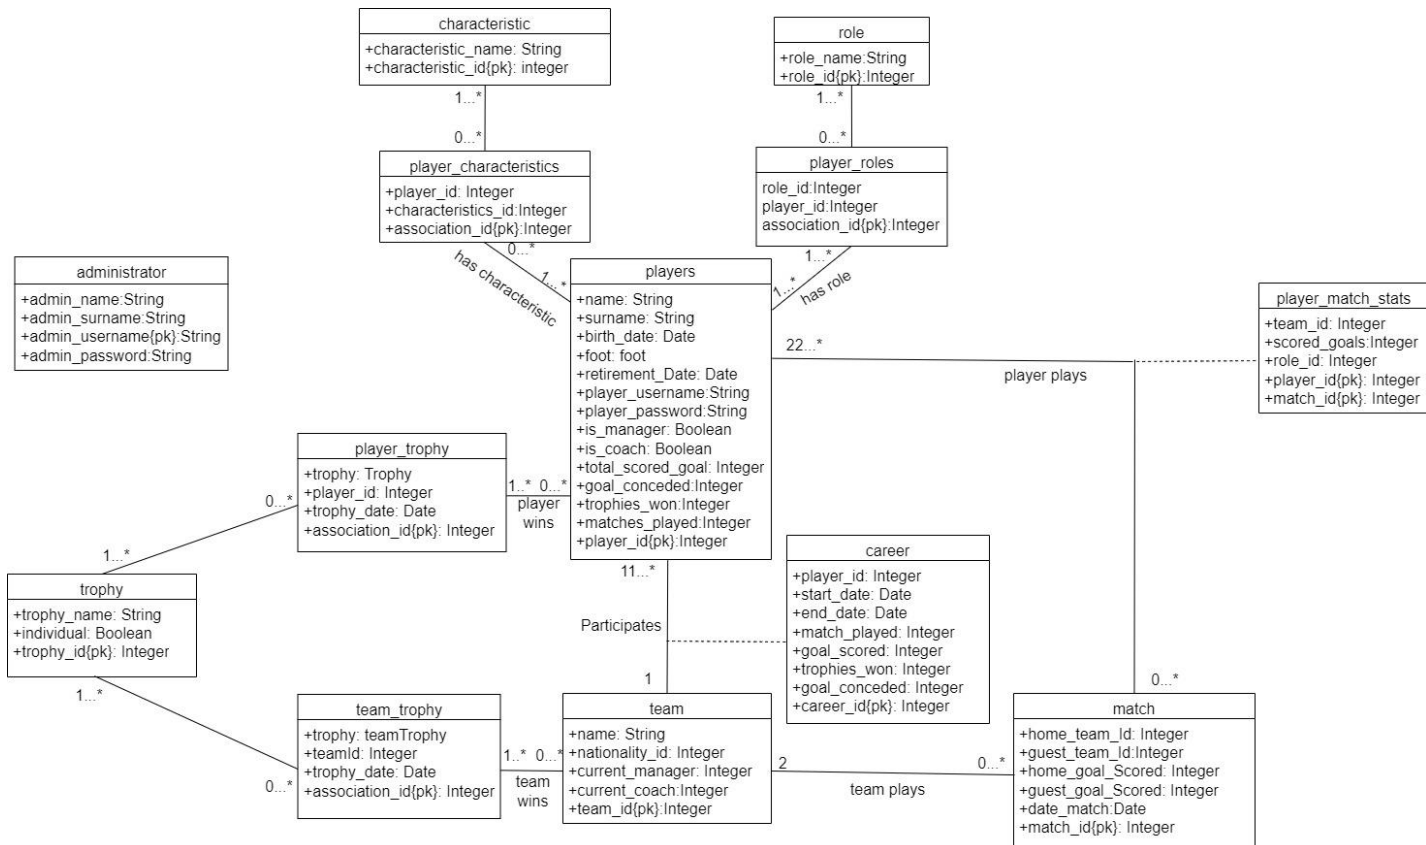 characteristic
+characteristic_name: String
+characteristic_id{pk}: integer
1...*
0...*
role
+role_name:String
+role_id{pk}:Integer
1...*
0...*
player_characteristics
+player_id: Integer
+characteristics_id:Integer
+association_id{pk}:Integer
0...*
1...*
has characteristic
player_roles
role_id:Integer
player_id:Integer
association_id{pk}:Integer
1...*
1...*
has role
administrator
+admin_name:String
+admin_surname:String
+admin_username{pk}:String
+admin_password:String
players
+name: String
+surname: String
+birth_date: Date
+foot: foot
+retirement_Date: Date
+player_username:String
+player_password:String
+is_manager: Boolean
+is_coach: Boolean
+total_scored_goal: Integer
+goal_conceded:Integer
+trophies_won:Integer
+matches_played:Integer
+player_id{pk}:Integer
22...*
player plays
player_match_stats
+team_id: Integer
+scored_goals:Integer
+role_id: Integer
+player_id{pk}: Integer
+match_id{pk}: Integer
player_trophy
+trophy: Trophy
+player_id: Integer
+trophy_date: Date
+association_id{pk}: Integer
1..* 0...*
player
wins
0...*
1...*
trophy
+trophy_name: String
+individual: Boolean
+trophy_id{pk}: Integer
1...*
0...*
11...*
Participates
1
career
+player_id: Integer
+start_date: Date
+end_date: Date
+match_played: Integer
+goal_scored: Integer
+trophies_won: Integer
+goal_conceded: Integer
+career_id{pk}: Integer
team_trophy
+trophy: teamTrophy
+teamId: Integer
+trophy_date: Date
+association_id{pk}: Integer
1..* 0...*
team
wins
team
+name: String
+nationality_id: Integer
+current_manager: Integer
+current_coach:Integer
+team_id{pk}:Integer
2
0...*
team plays
0...*
match
+home_team_Id: Integer
+guest_team_Id:Integer
+home_goal_Scored: Integer
+guest_goal_Scored: Integer
+date_match:Date
+match_id{pk}: Integer